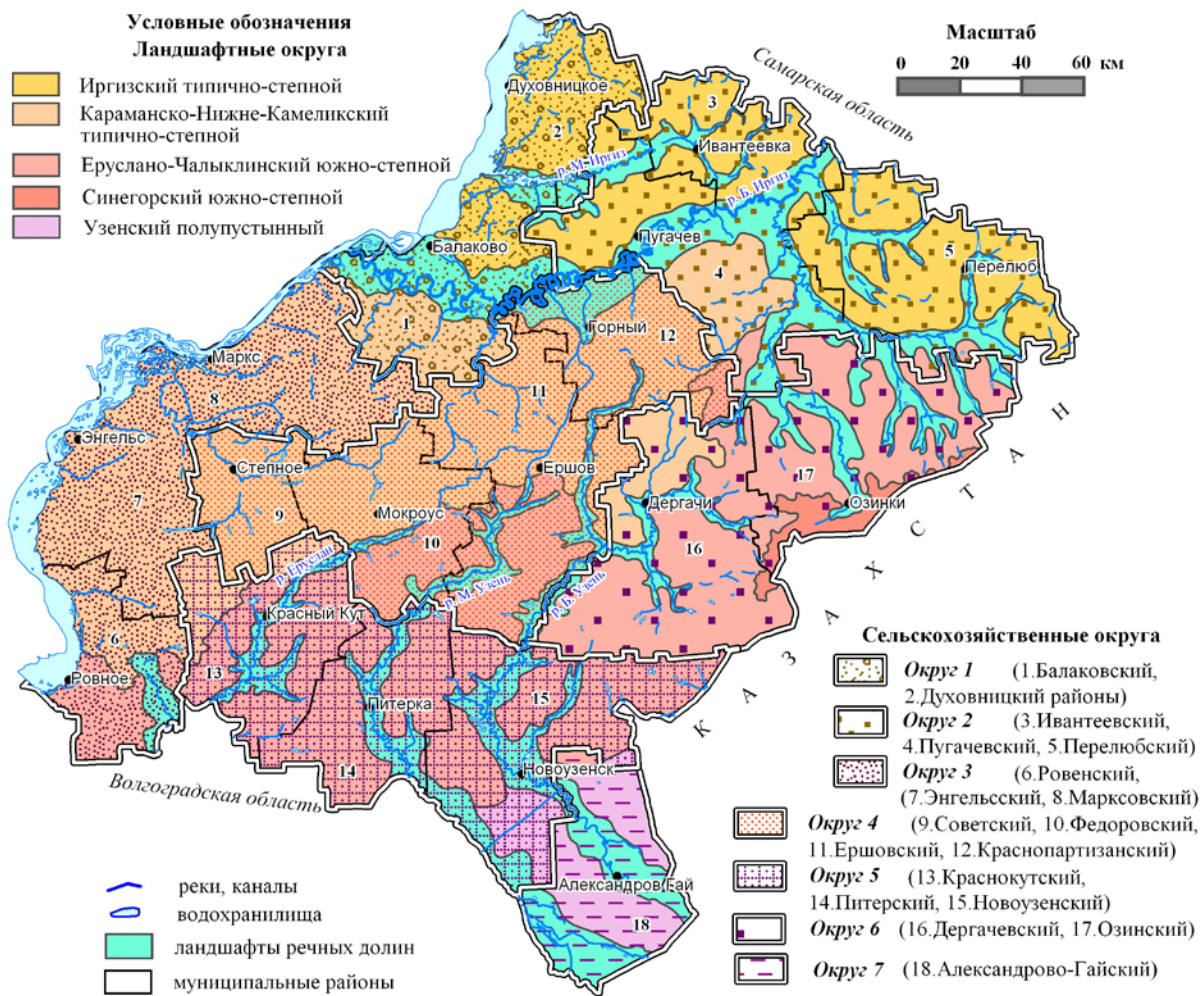 Условные обозначения
Ландшафтные округа
Иргизский типично-степной
Караманско-Нижне-Камеликский
типично-степной
Еруслано-Чалыклинский южно-степной
Синегорский южно-степной
Узенский полупустынный
Масштаб
0 20 40 60 км
Самарская область
Духовницкое
2
3
Ивантеевка
р. М. Иргиз
р. Б. Иргиз
Балаково
Пугачев
4
5
Перелюб
1
Горный
12
Маркс
8
11
Энгельс
Степное
Ершов
17
7
9
Мокроус
Дергачи
Озинки
10
16
р. Еруслан
р. М. Узень
р. Б. Узень
Красный Кут
6
13
Ровное
Питерка
15
14
Новоузенск
Волгоградская область
Александров Гай
18
КАЗАХСТАН
Сельскохозяйственные округа
Округ 1 (1.Балаковский,
2.Духовницкий районы)
Округ 2 (3.Ивантеевский,
4.Пугачевский, 5.Перелюбский)
Округ 3 (6.Ровенский,
(7.Энгельсский, 8.Марксовский)
Округ 4 (9.Советский, 10.Федоровский,
11.Ершовский, 12.Краснопартизанский)
Округ 5 (13.Краснокутский,
14.Питерский, 15.Новоузенский)
Округ 6 (16.Дергачевский, 17.Озинский)
Округ 7 (18.Александрово-Гайский)
реки, каналы
водохранилища
ландшафты речных долин
муниципальные районы